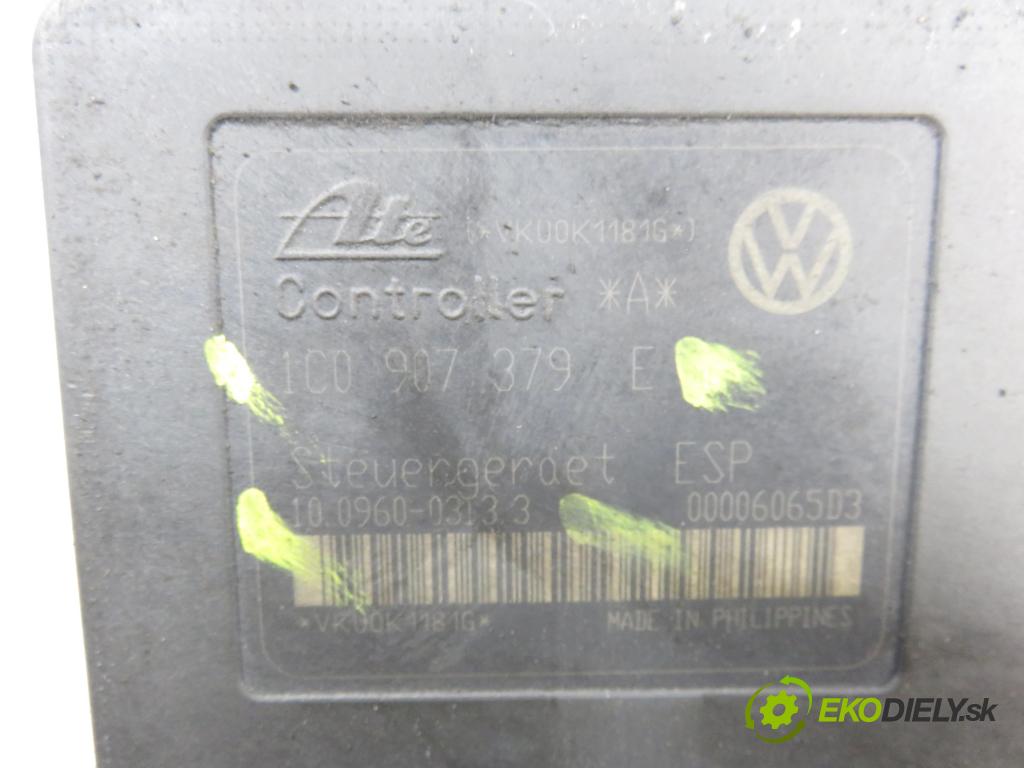 Ate (*VKU0K1181G*)
Controller *A*
1C0 907 379 E
Steuergeraet ESP
10.0960-0313.3 00006065D3
*VKU0K1181G* MADE IN PHILIPPINES
EKODIELY.sk